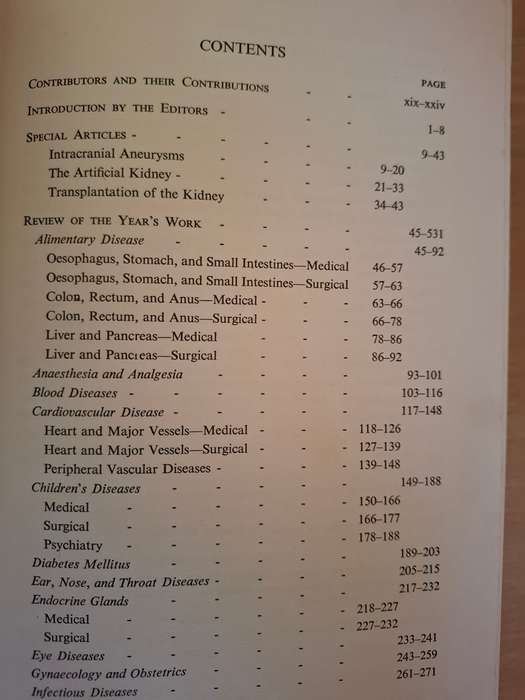 CONTENTS
PAGE
CONTRIBUTORS AND THEIR CONTRIBUTIONS - - xix–xxiv
INTRODUCTION BY THE EDITORS - - - 1–8
SPECIAL ARTICLES - - - - - - 9–43
Intracranial Aneurysms - - - - 9–20
The Artificial Kidney - - - - - 21–33
Transplantation of the Kidney - - - 34–43
REVIEW OF THE YEAR'S WORK - - - - 45–531
Alimentary Disease - - - - - 45–92
Oesophagus, Stomach, and Small Intestines—Medical 46–57
Oesophagus, Stomach, and Small Intestines—Surgical 57–63
Colon, Rectum, and Anus—Medical - - - 63–66
Colon, Rectum, and Anus—Surgical - - - 66–78
Liver and Pancreas—Medical - - - 78–86
Liver and Pancreas—Surgical - - - 86–92
Anaesthesia and Analgesia - - - - 93–101
Blood Diseases - - - - - - 103–116
Cardiovascular Disease - - - - - 117–148
Heart and Major Vessels—Medical - - - 118–126
Heart and Major Vessels—Surgical - - - 127–139
Peripheral Vascular Diseases - - - - 139–148
Children's Diseases - - - - - 149–188
Medical - - - - - - 150–166
Surgical - - - - - - 166–177
Psychiatry - - - - - - 178–188
Diabetes Mellitus - - - - - 189–203
Ear, Nose, and Throat Diseases - - - - 205–215
Endocrine Glands - - - - - 217–232
Medical - - - - - - 218–227
Surgical - - - - - - 227–232
Eye Diseases - - - - - - 233–241
Gynaecology and Obstetrics - - - - 243–259
Infectious Diseases - - - - - 261–271